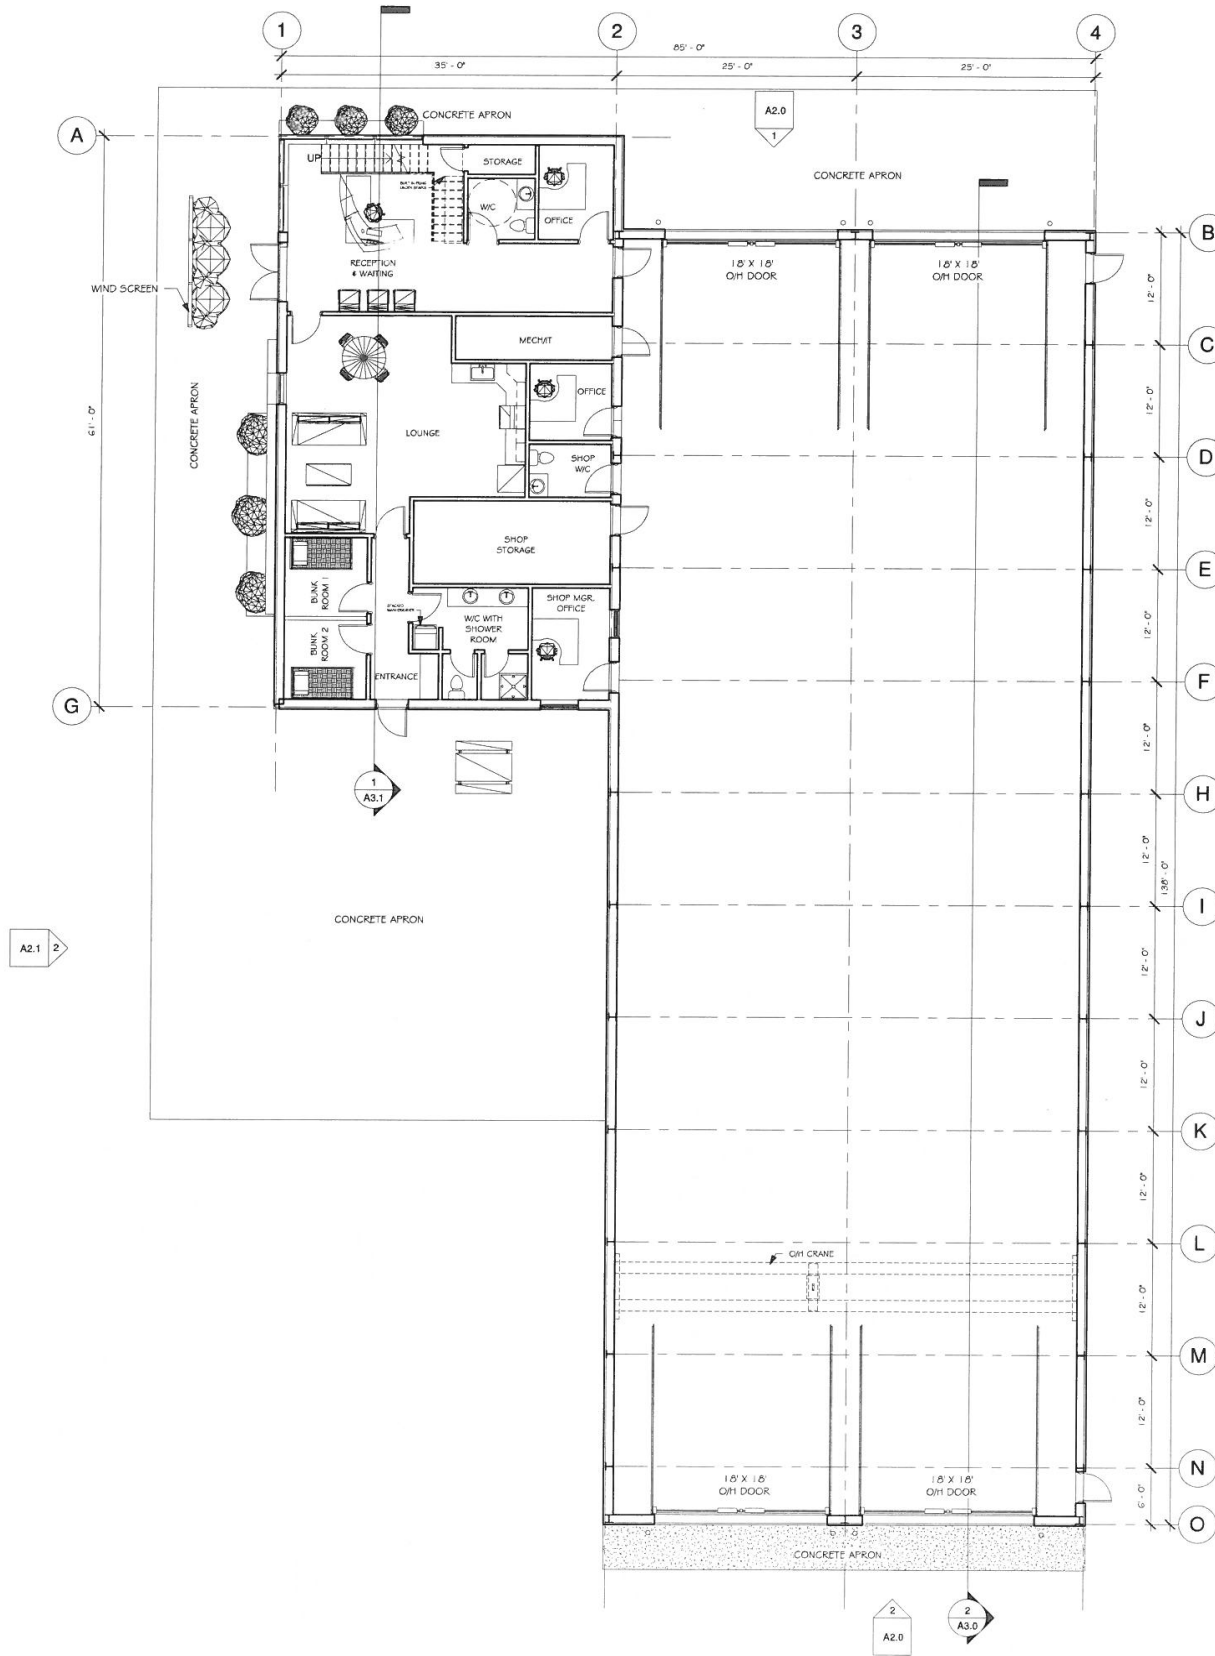 1
2
3
4
85' - 0"
35' - 0"
25' - 0"
25' - 0"
A
CONCRETE APRON
A2.0
1
CONCRETE APRON
UP
STORAGE
W/C
OFFICE
B
RECEPTION
& WAITING
18' X 18'
O/H DOOR
18' X 18'
O/H DOOR
WIND SCREEN
12' - 0"
MECH/IT
C
CONCRETE APRON
61' - 0"
OFFICE
12' - 0"
LOUNGE
SHOP
W/C
D
12' - 0"
SHOP
STORAGE
E
BUNK
ROOM 1
SHOP MGR.
OFFICE
W/C WITH
SHOWER
ROOM
12' - 0"
BUNK
ROOM 2
ENTRANCE
F
G
12' - 0"
1
A3.1
H
12' - 0"
138' - 0"
CONCRETE APRON
I
A2.1
2
12' - 0"
J
12' - 0"
K
12' - 0"
L
O/H CRANE
12' - 0"
M
12' - 0"
N
18' X 18'
O/H DOOR
18' X 18'
O/H DOOR
6' - 0"
O
CONCRETE APRON
2
A2.0
2
A3.0